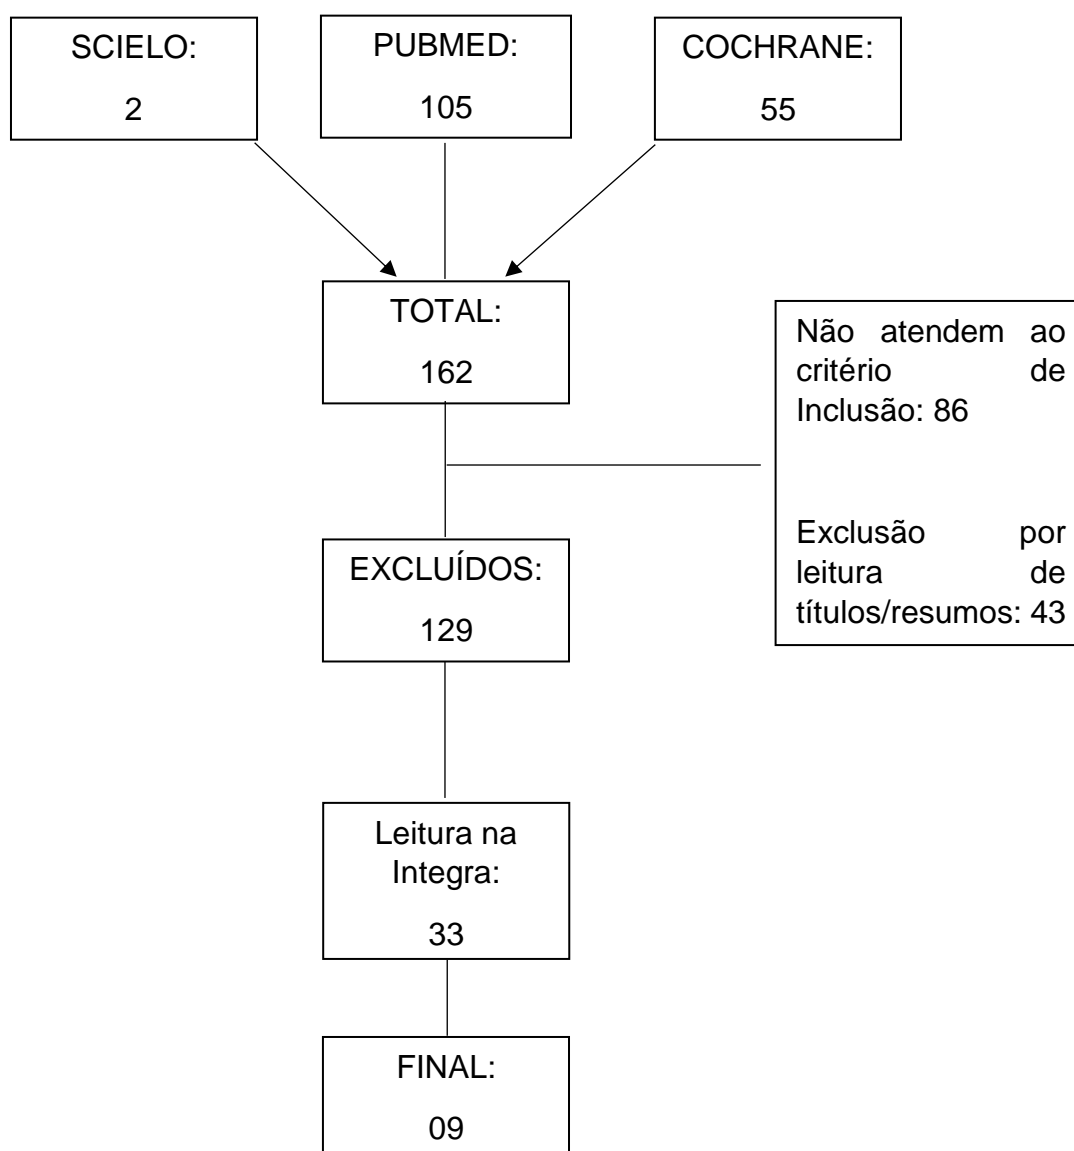 SCIELO:
2
PUBMED:
105
COCHRANE:
55
TOTAL:
162
Não atendem ao
critério de
Inclusão: 86
Exclusão por
leitura de
títulos/resumos: 43
EXCLUÍDOS:
129
Leitura na
Integra:
33
FINAL:
09